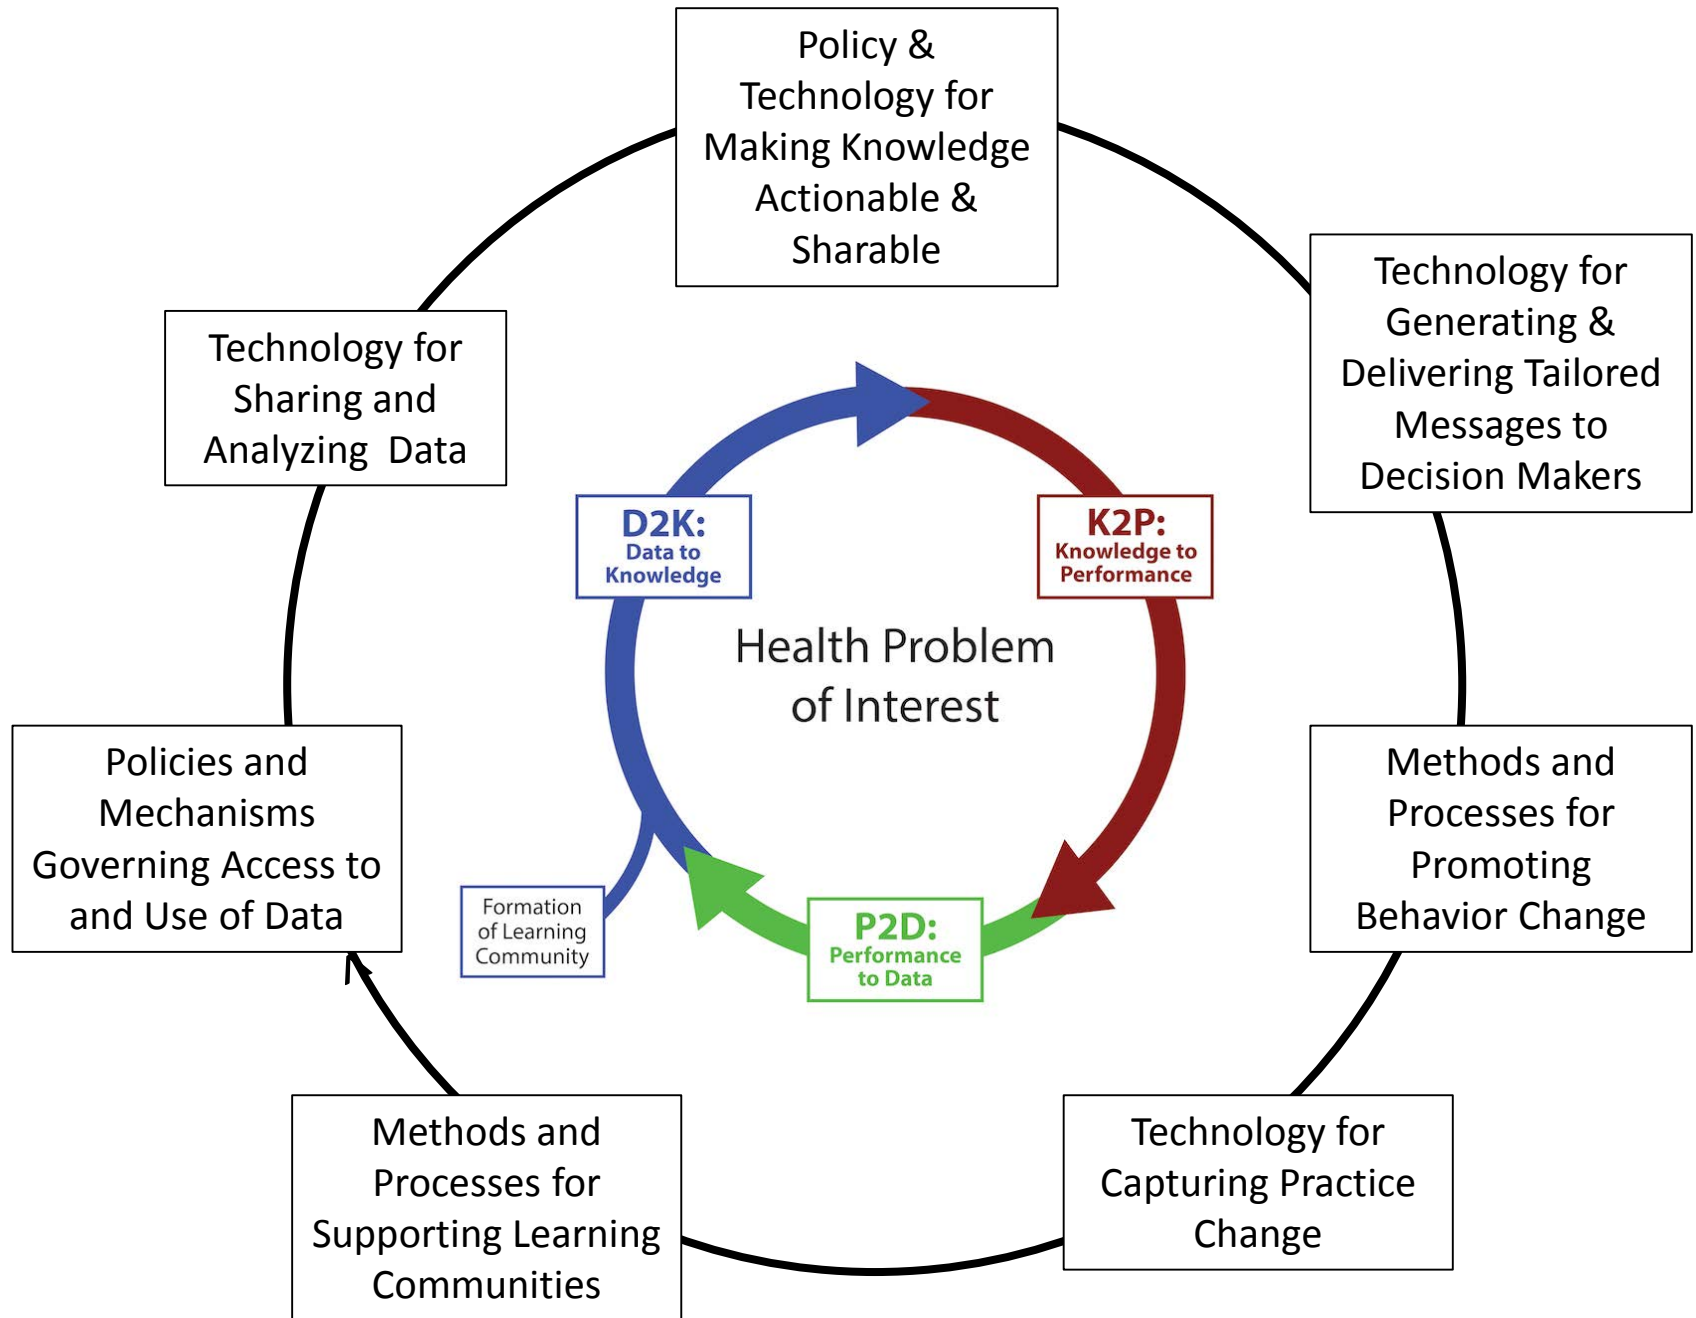 Policy &
Technology for
Making Knowledge
Actionable &
Sharable
Technology for
Generating &
Delivering Tailored
Messages to
Decision Makers
Technology for
Sharing and
Analyzing  Data
D2K:
Data to
Knowledge
K2P:
Knowledge to
Performance
Health Problem
of Interest
Policies and
Mechanisms
Governing Access to
and Use of Data
Methods and
Processes for
Promoting
Behavior Change
Formation
of Learning
Community
P2D:
Performance
to Data
Methods and
Processes for
Supporting Learning
Communities
Technology for
Capturing Practice
Change